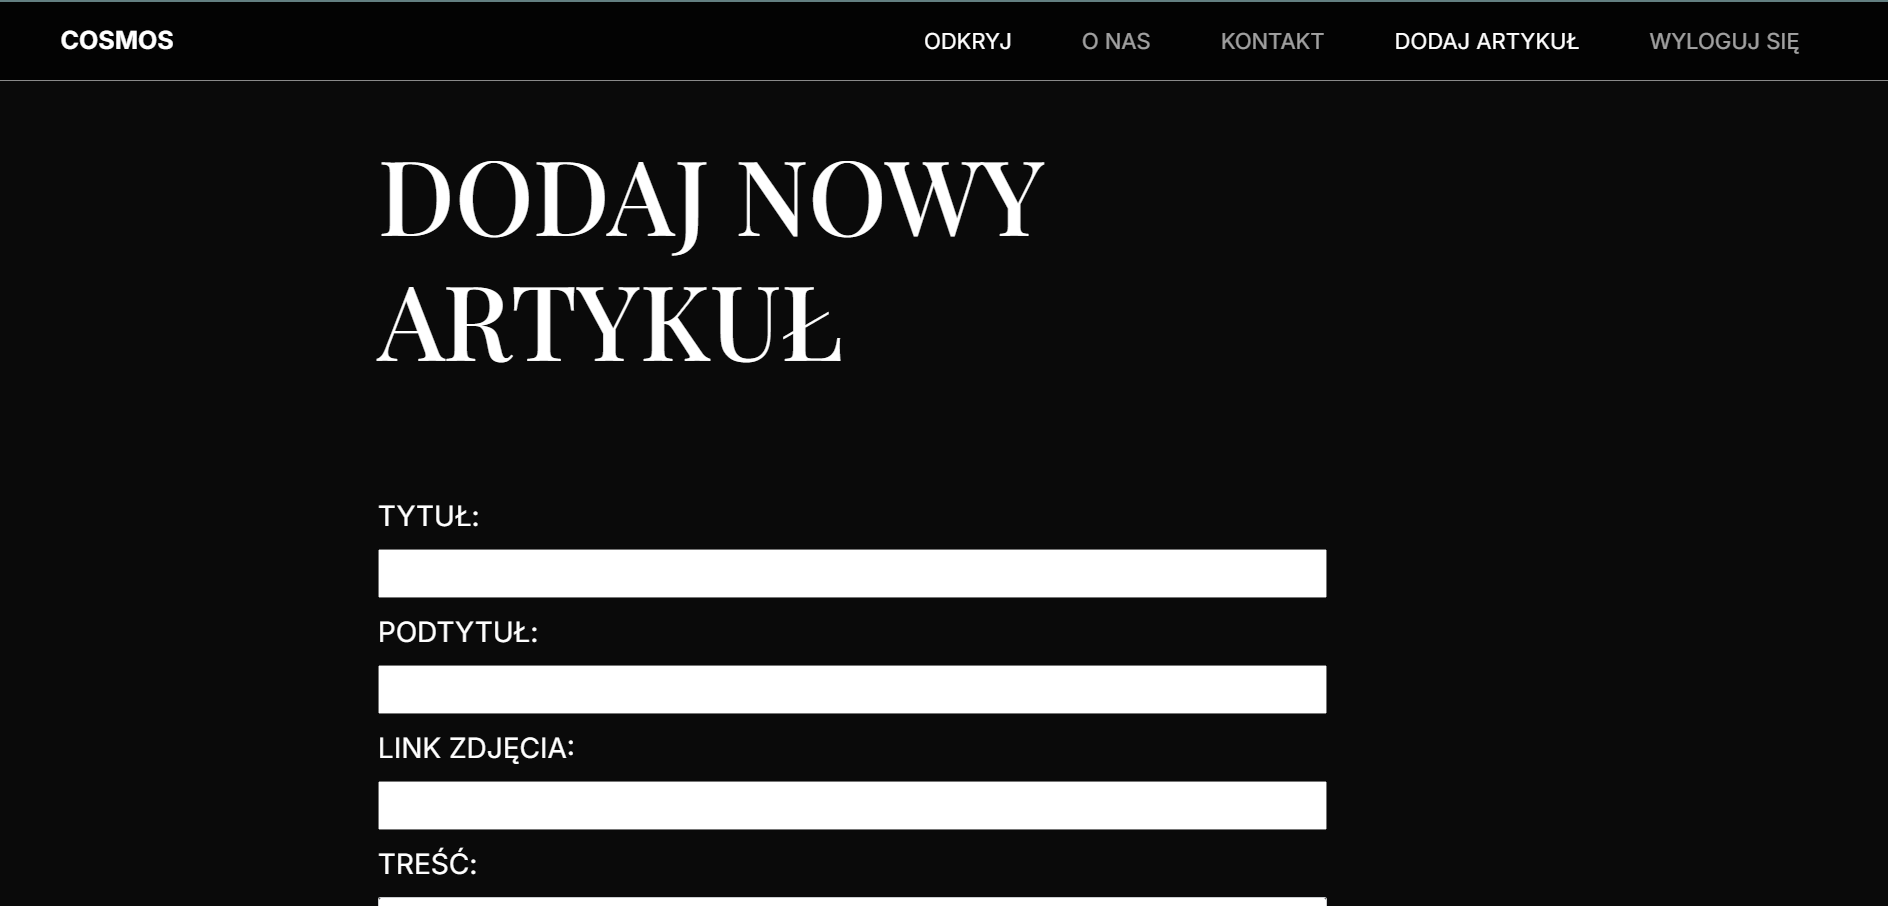 COSMOS
ODKRYJ
O NAS
KONTAKT
DODAJ ARTYKUŁ
WYLOGUJ SIĘ
DODAJ NOWY
ARTYKUŁ
TYTUŁ:
PODTYTUŁ:
LINK ZDJĘCIA:
TREŚĆ: